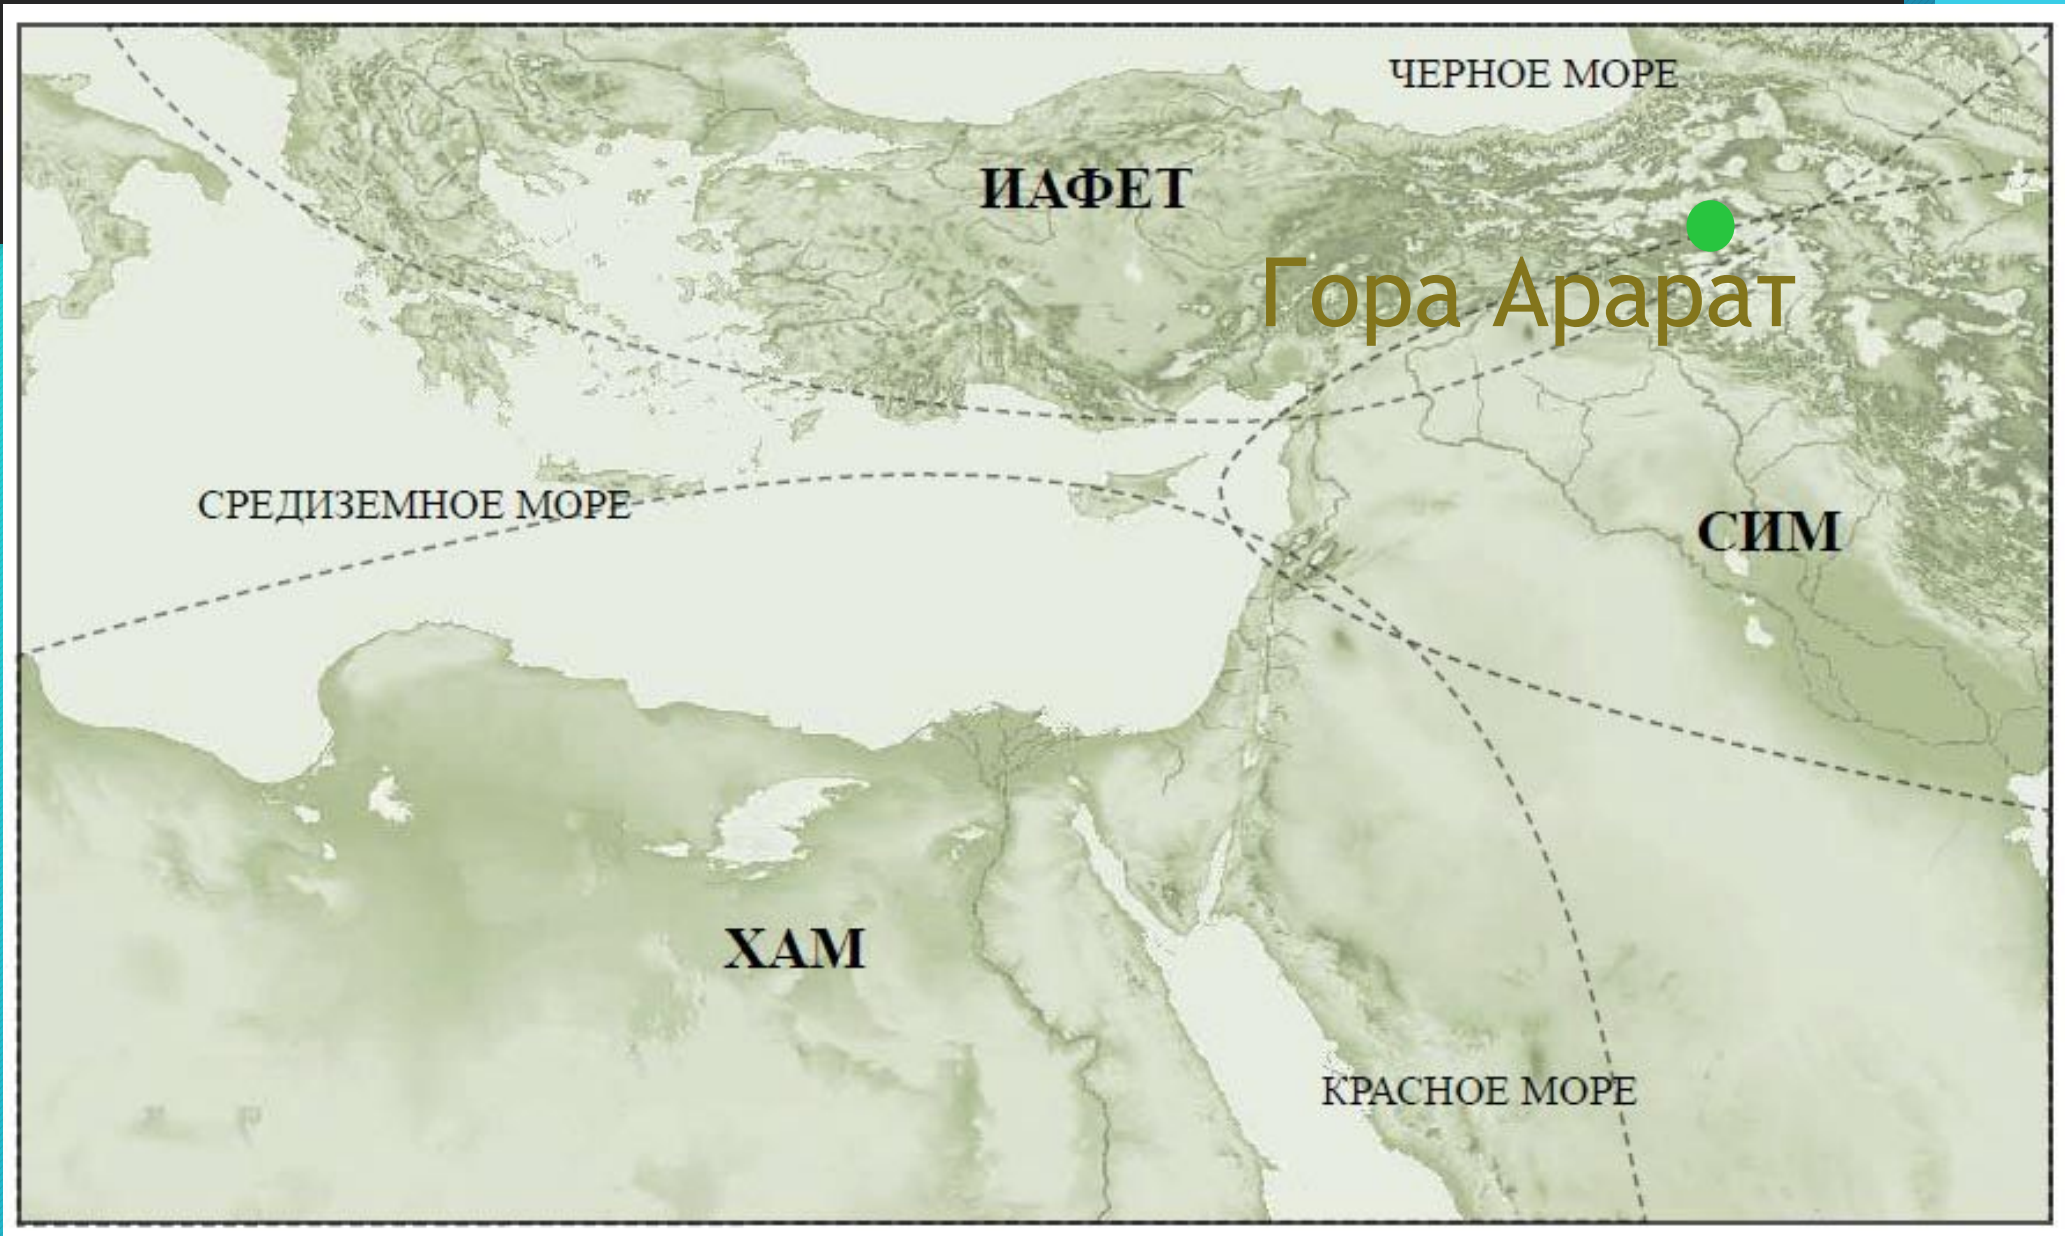 ЧЕРНОЕ МОРЕ
ИАФЕТ
Гора Арарат
СРЕДИЗЕМНОЕ МОРЕ
СИМ
ХАМ
КРАСНОЕ МОРЕ